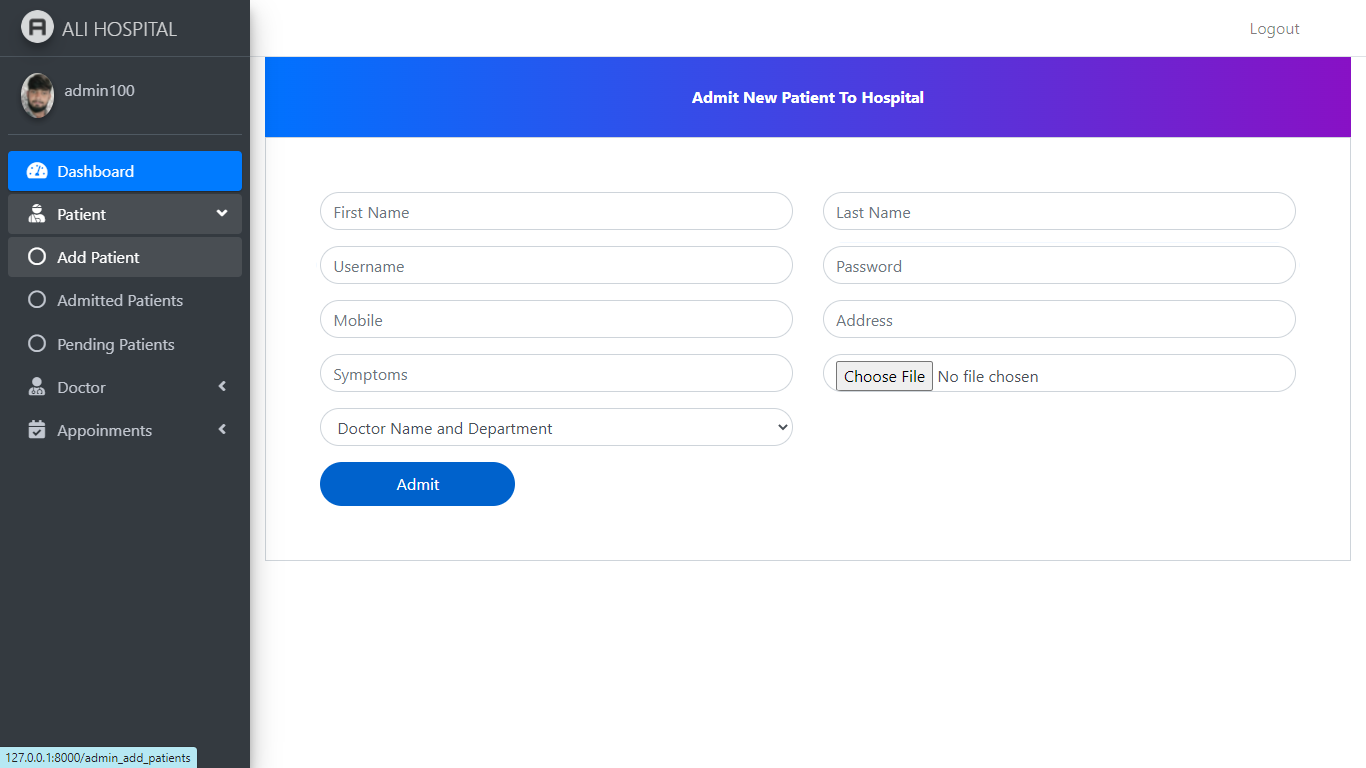 ALI HOSPITAL
Logout
admin100
Dashboard
Patient
Add Patient
Admitted Patients
Pending Patients
Doctor
Appoinments
Admit New Patient To Hospital
First Name
Last Name
Username
Password
Mobile
Address
Symptoms
Choose File No file chosen
Doctor Name and Department
Admit
127.0.0.1:8000/admin_add_patients